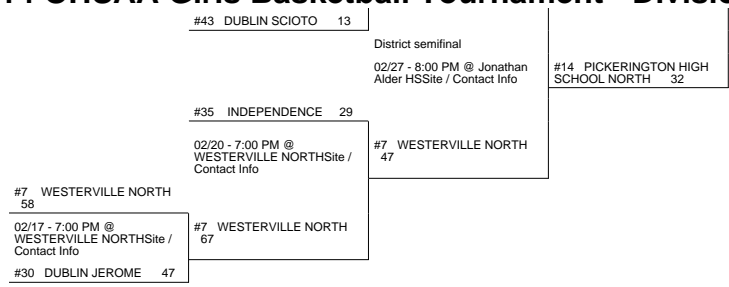 #43 DUBLIN SCIOTO 13
District semifinal
02/27 - 8:00 PM @ Jonathan
Alder HSSite / Contact Info
#14 PICKERINGTON HIGH
SCHOOL NORTH 32
#35 INDEPENDENCE 29
02/20 - 7:00 PM @
WESTERVILLE NORTHSite /
Contact Info
#7 WESTERVILLE NORTH
47
#7 WESTERVILLE NORTH
58
02/17 - 7:00 PM @
WESTERVILLE NORTHSite /
Contact Info
#7 WESTERVILLE NORTH
67
#30 DUBLIN JEROME 47